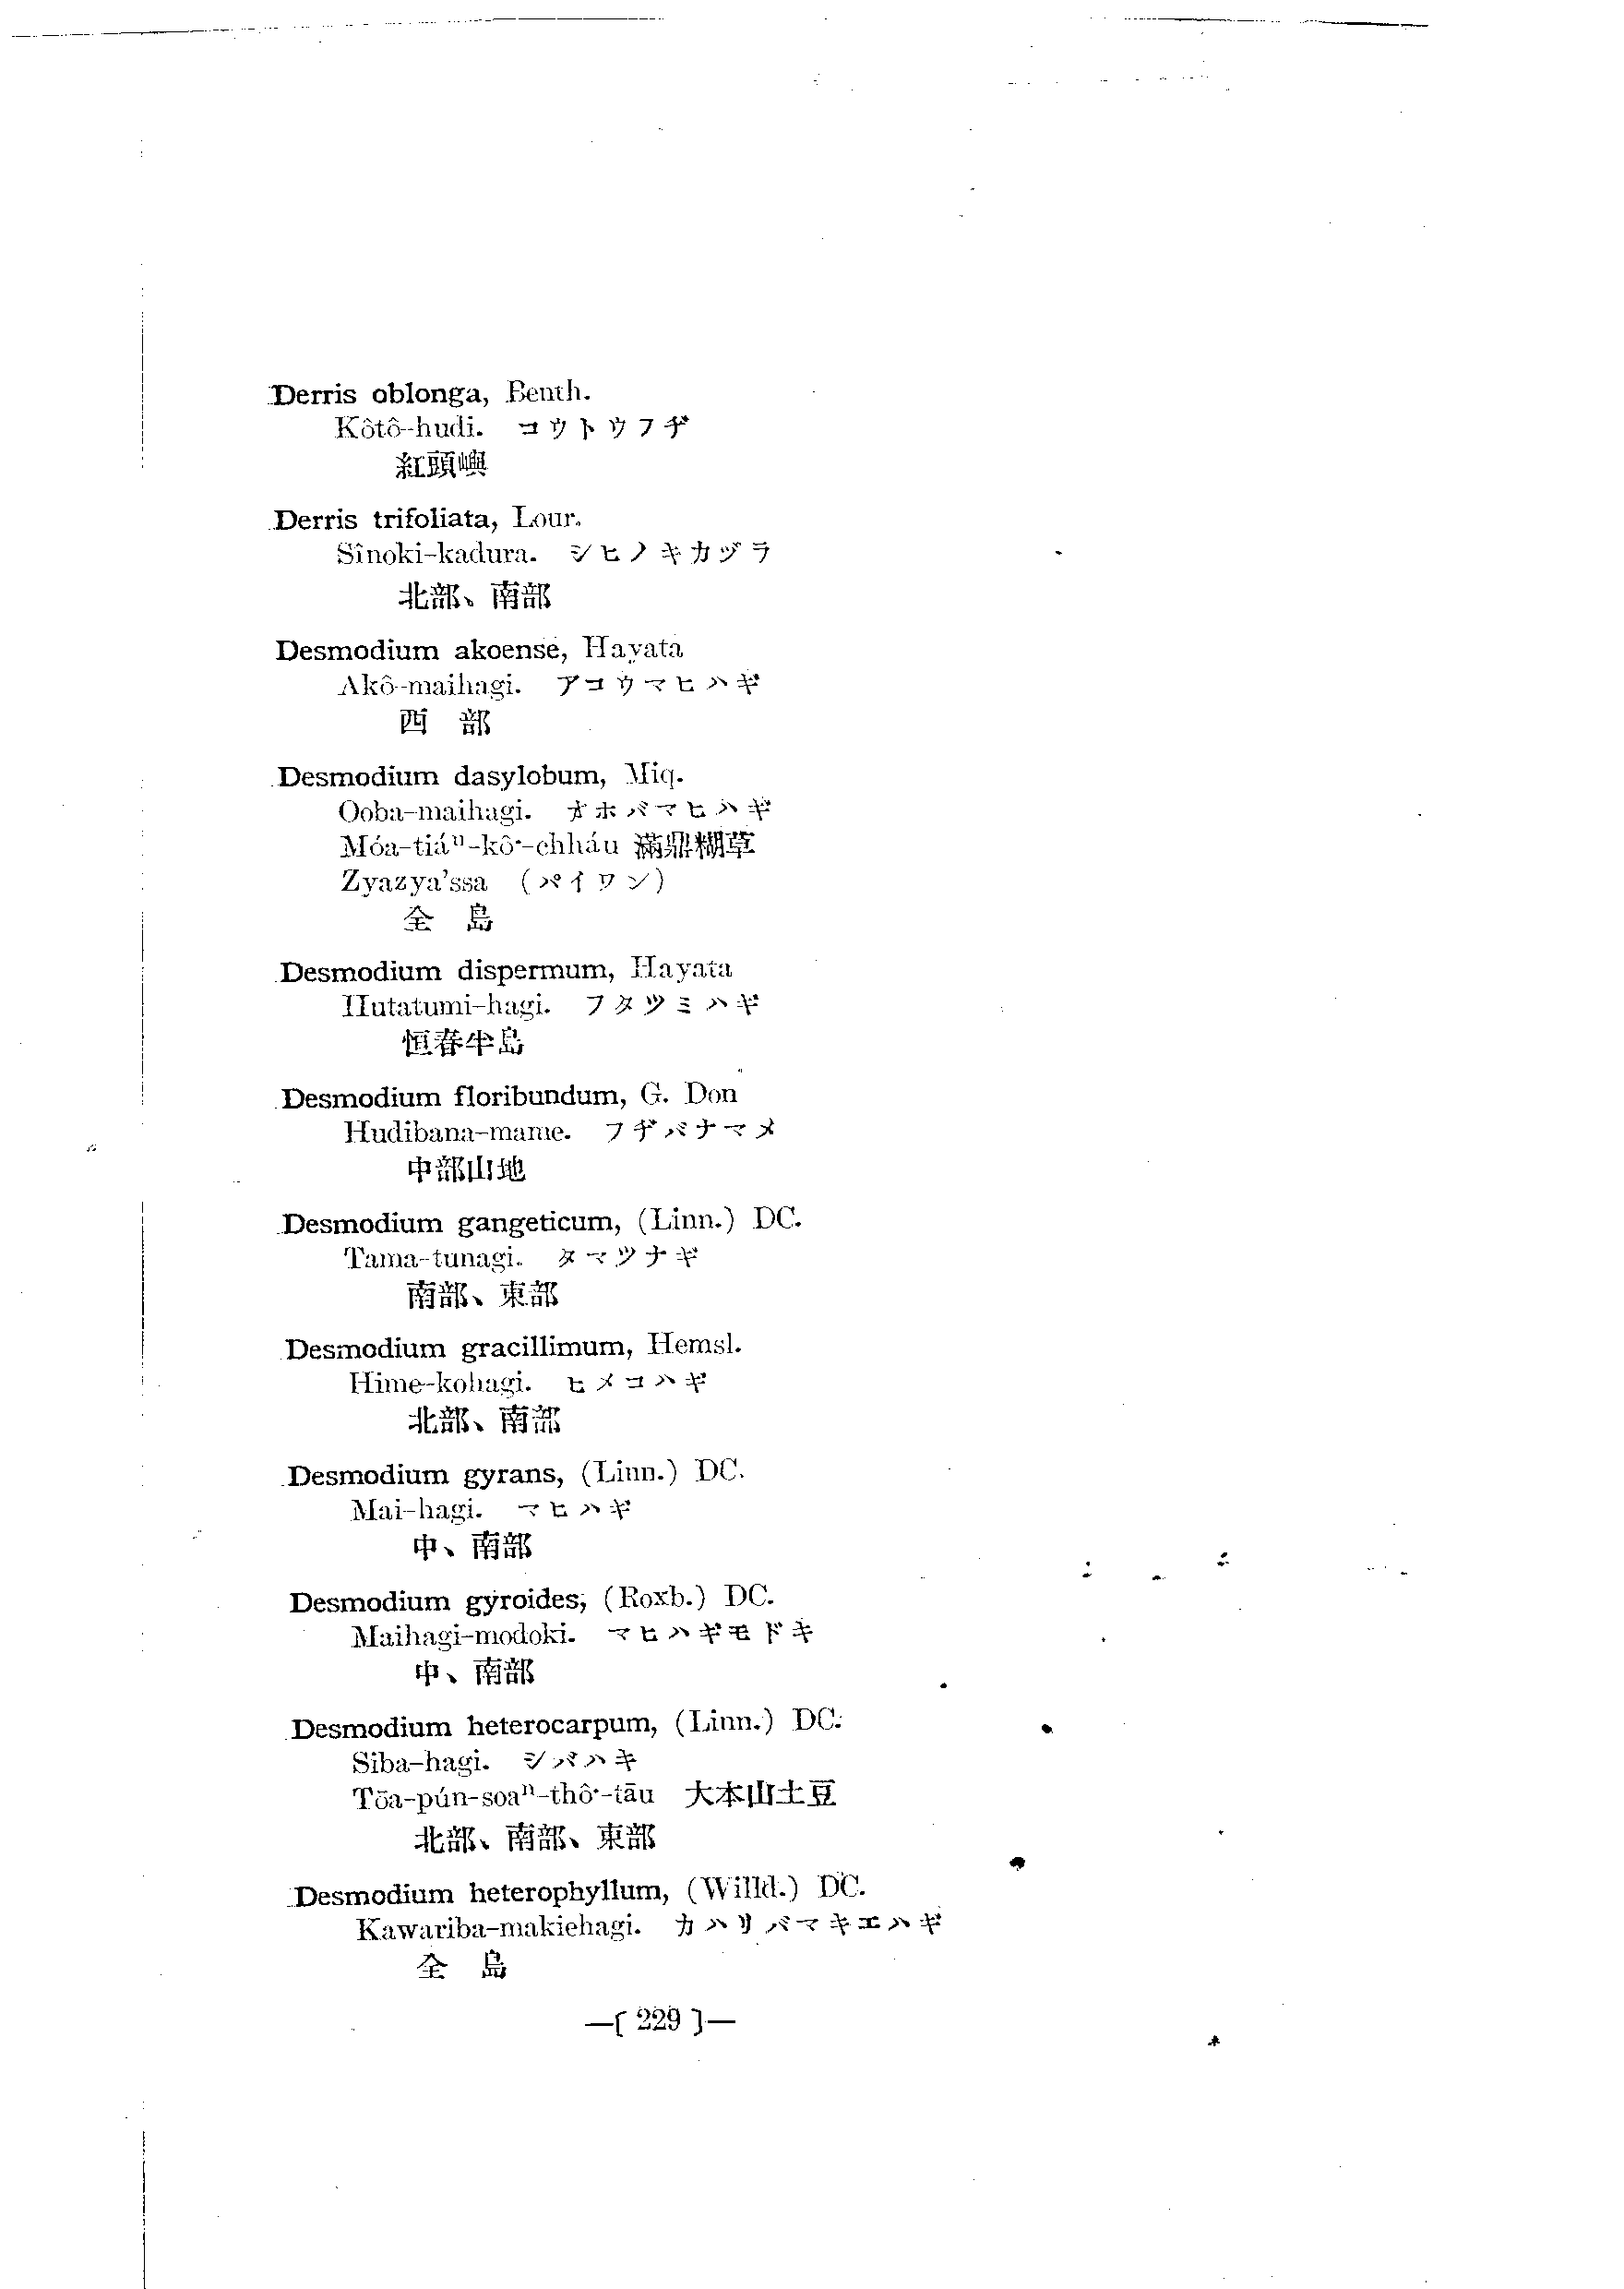 Derris oblonga, Benth.
Kôtô-hudi. コウトウフヂ
紅頭嶼
Derris trifoliata, Lour.
Sînoki-kadura. シヒノキカヅラ
北部、南部
Desmodium akoense, Hayata
Akô-maihagi. アコウマヒハギ
西 部
Desmodium dasylobum, Miq.
Ooba-maihagi. オホバマヒハギ
Móa-tiáⁿ-kô·-chháu 滿鼎糊草
Zyazya'ssa (パイワン)
全 島
Desmodium dispermum, Hayata
Hutatumi-hagi. フタツミハギ
恒春半島
Desmodium floribundum, G. Don
Hudibana-mame. フヂバナマメ
中部山地
Desmodium gangeticum, (Linn.) DC.
Tama-tunagi. タマツナギ
南部、東部
Desmodium gracillimum, Hemsl.
Hime-kohagi. ヒメコハギ
北部、南部
Desmodium gyrans, (Linn.) DC.
Mai-hagi. マヒハギ
中、南部
Desmodium gyroides, (Roxb.) DC.
Maihagi-modoki. マヒハギモドキ
中、南部
Desmodium heterocarpum, (Linn.) DC.
Siba-hagi. シバハギ
Tōa-pún-soaⁿ-thô·-tāu 大本山土豆
北部、南部、東部
Desmodium heterophyllum, (Willd.) DC.
Kawariba-makiehagi. カハリバマキエハギ
全 島
—[ 229 ]—